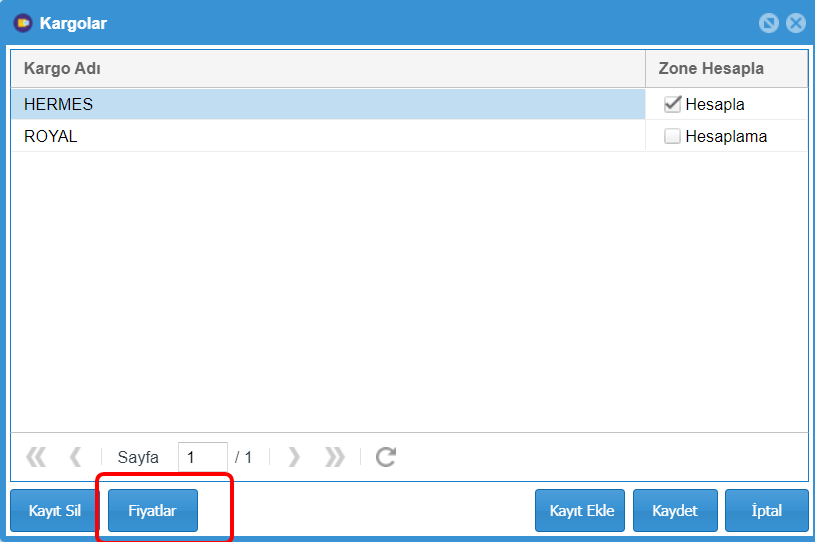 Kargolar
Kargo Adı Zone Hesapla
HERMES Hesapla
ROYAL Hesaplama
Sayfa 1 / 1
Kayıt Sil Fiyatlar Kayıt Ekle Kaydet İptal